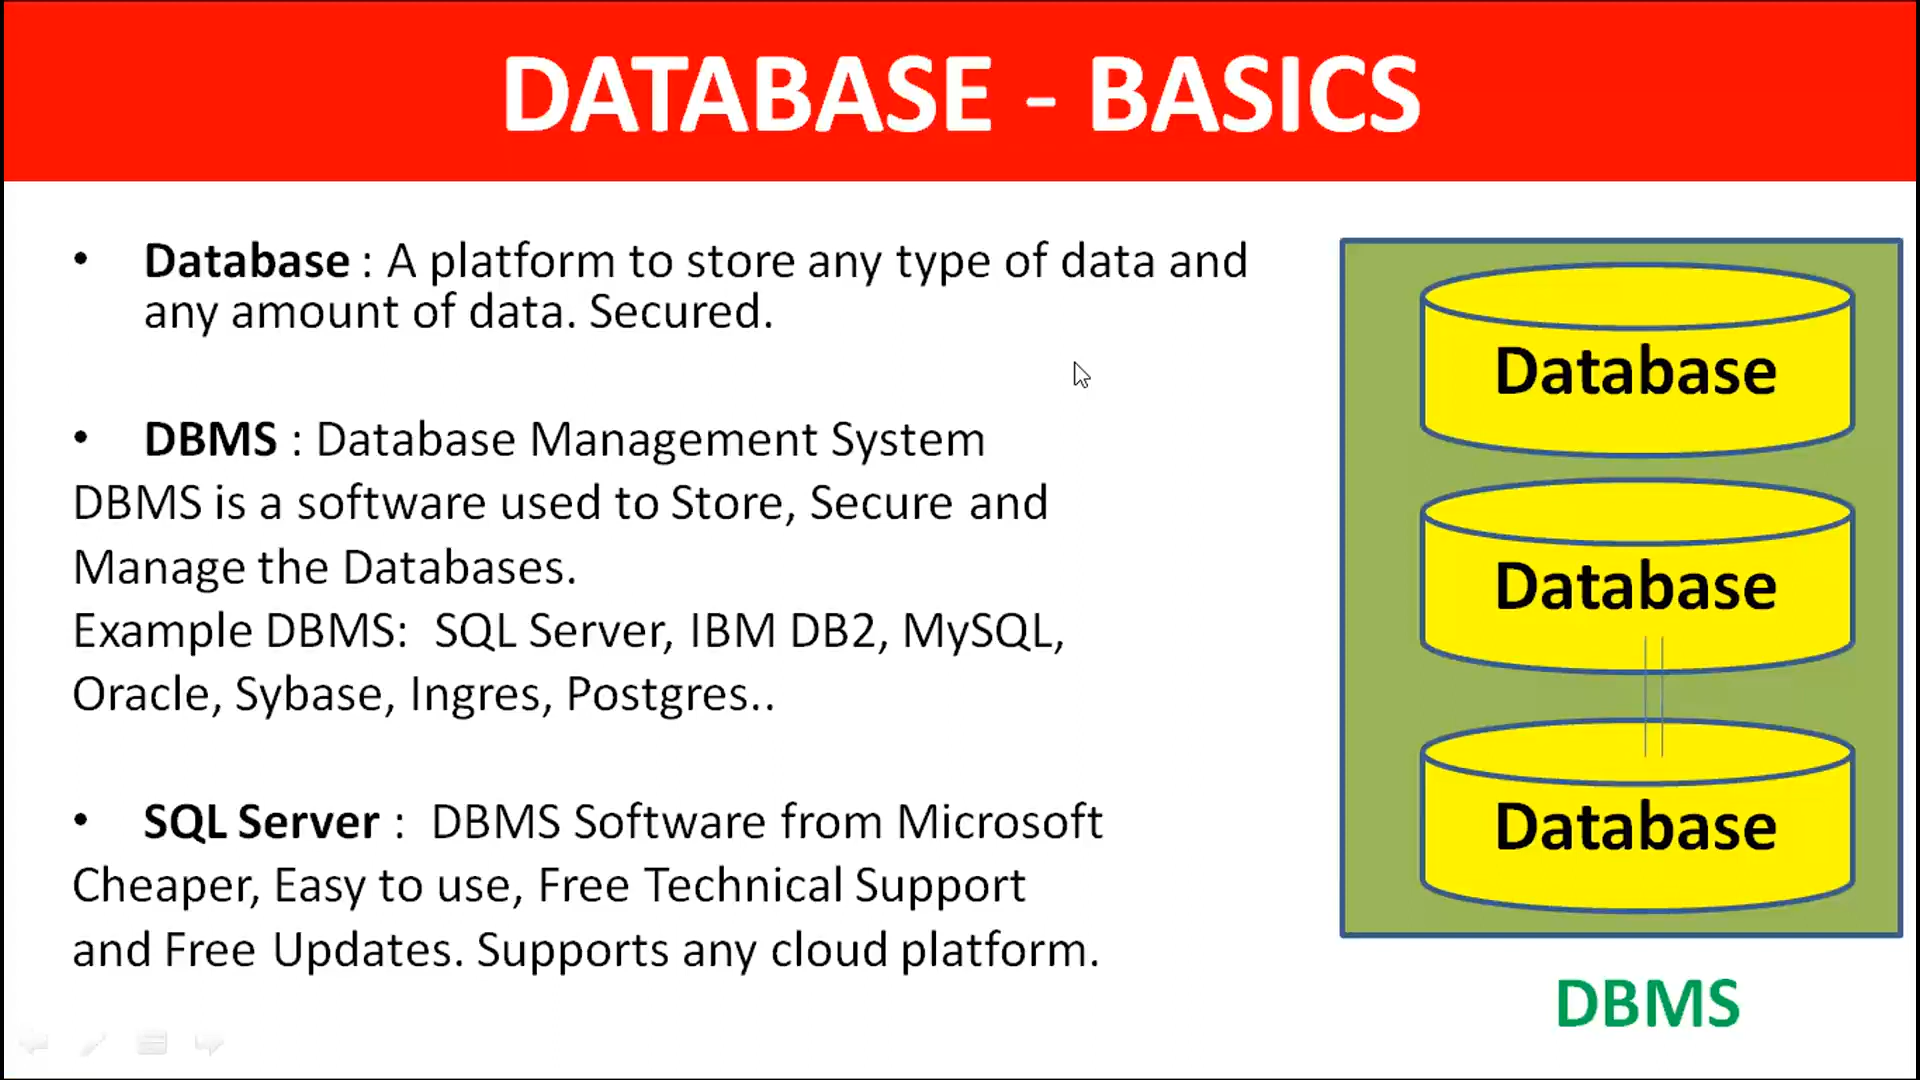 DATABASE - BASICS
• Database : A platform to store any type of data and
any amount of data. Secured.
• DBMS : Database Management System
DBMS is a software used to Store, Secure and
Manage the Databases.
Example DBMS:  SQL Server, IBM DB2, MySQL,
Oracle, Sybase, Ingres, Postgres..
• SQL Server :  DBMS Software from Microsoft
Cheaper, Easy to use, Free Technical Support
and Free Updates. Supports any cloud platform.
Database
Database
Database
DBMS